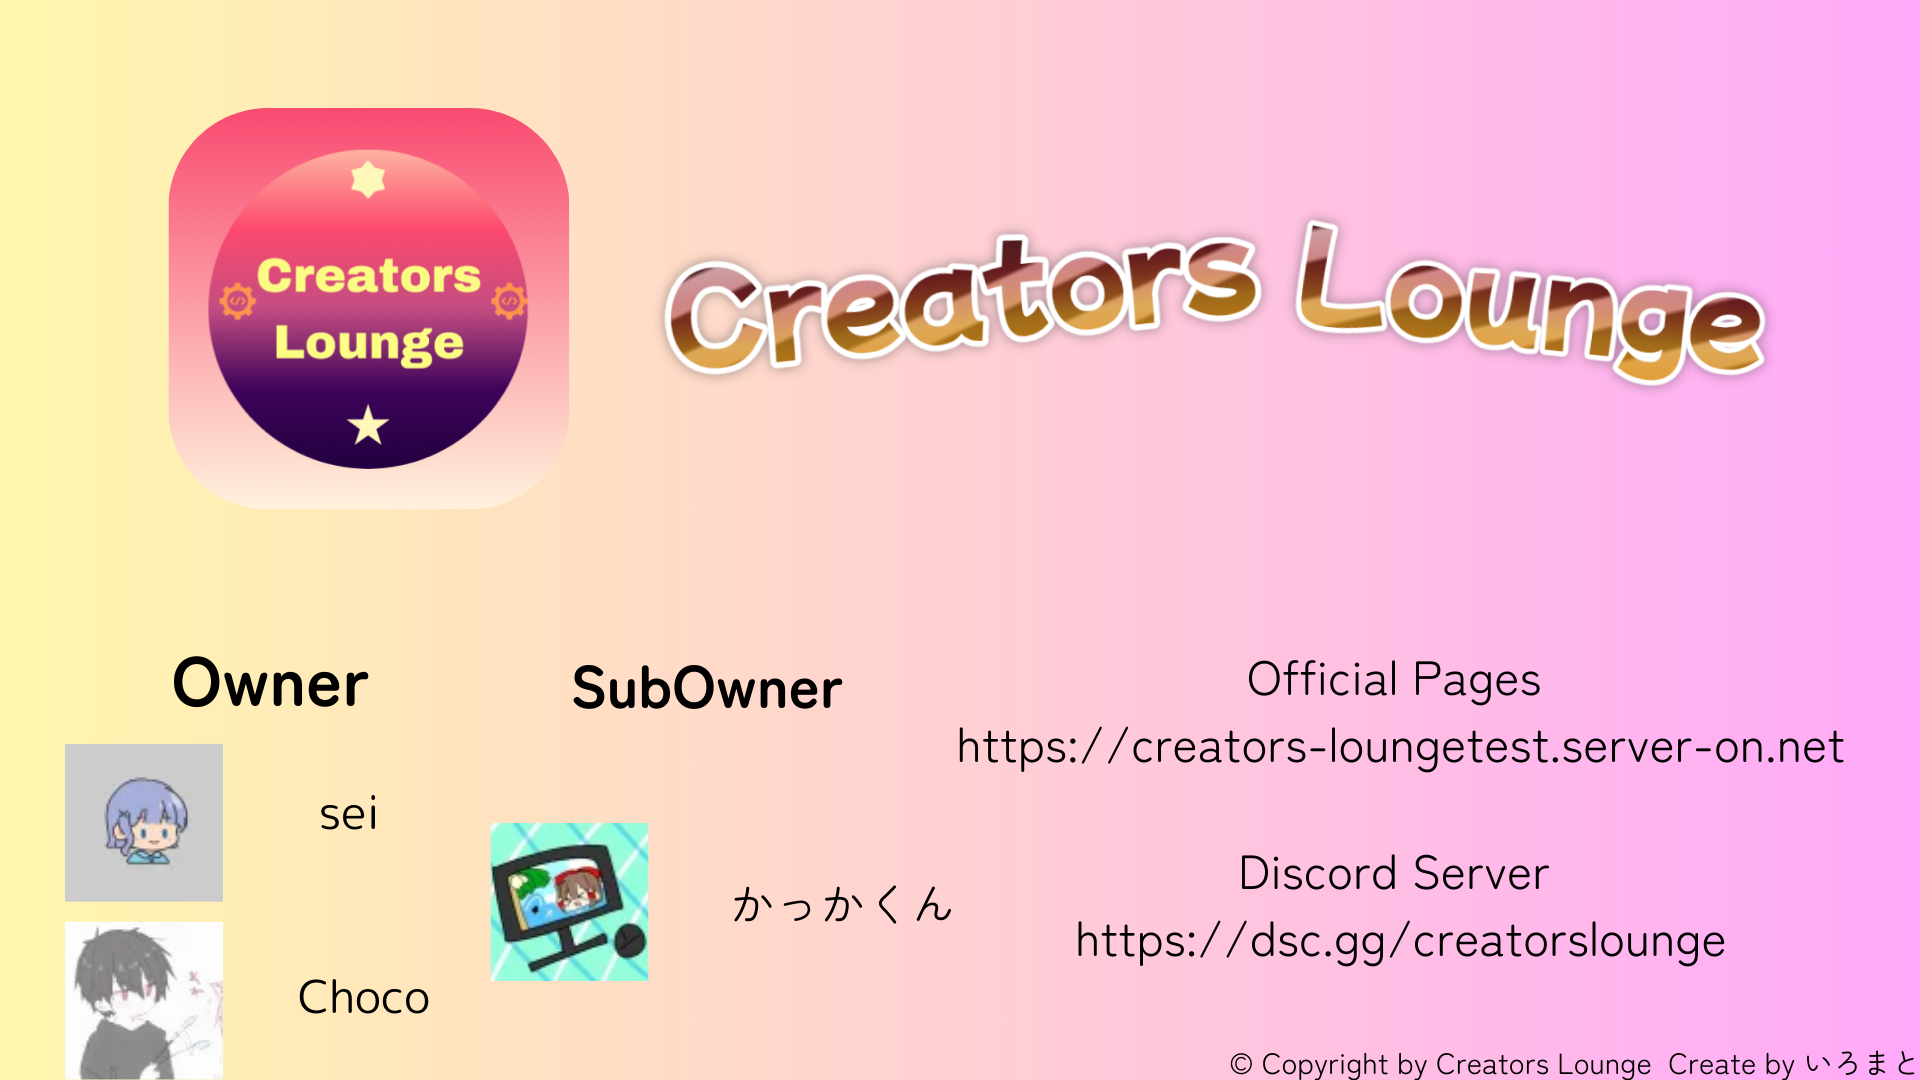 Creators
Lounge
Creators Lounge
Owner
sei
Choco
SubOwner
かっかくん
Official Pages
https://creators-loungetest.server-on.net
Discord Server
https://dsc.gg/creatorslounge
© Copyright by Creators Lounge Create by いろまと